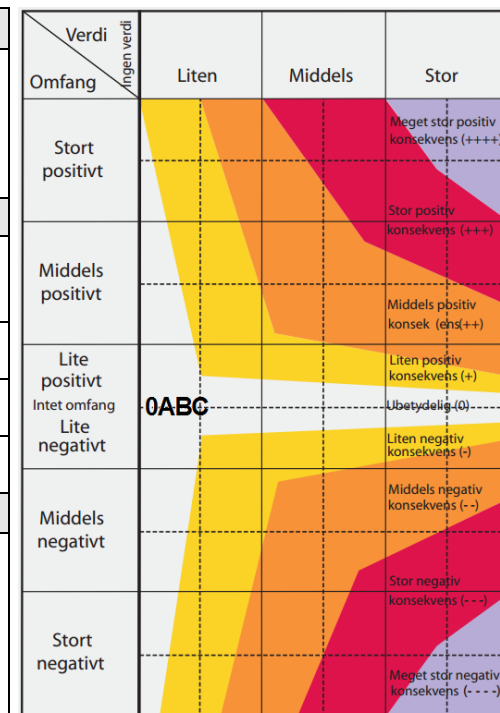 Verdi
Ingen verdi
Omfang
Liten
Middels
Stor
Stort
positivt
Meget stor positiv
konsekvens (++++)
Stor positiv
konsekvens (+++)
Middels
positivt
Middels positiv
konsek (ens(++)
Lite
positivt
Liten positiv
konsekvens (+)
Intet omfang
0ABC
Ubetydelig (0)
Lite
negativt
Liten negativ
konsekvens (-)
Middels
negativt
Middels negativ
konsekvens (- -)
Stor negativ
konsekvens (- - -)
Stort
negativt
Meget stor negativ
konsekvens (- - - -)